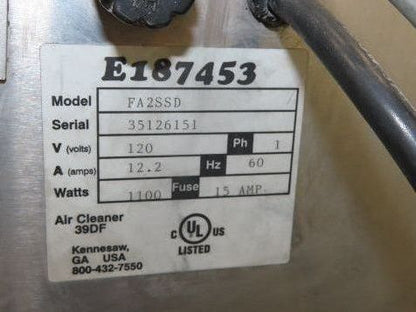 E187453
Model FA2SSD
Serial 35126151
V (volts) 120 Ph 1
A (amps) 12.2 Hz 60
Watts 1100 Fuse 15 AMP
Air Cleaner
39DF
C UL US
LISTED
Kennesaw,
GA USA
800-432-7550